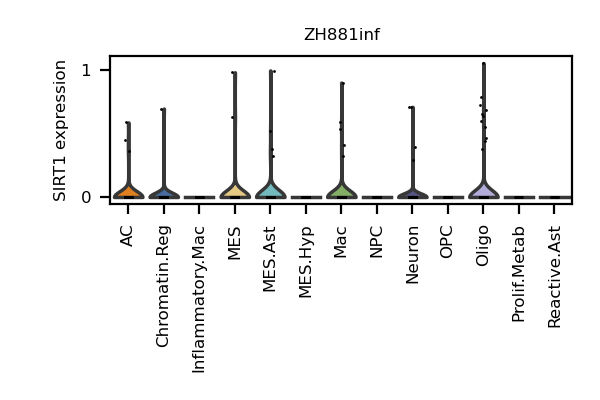 ZH881inf
SIRT1 expression
1
0
AC
Chromatin.Reg
Inflammatory.Mac
MES
MES.Ast
MES.Hyp
Mac
NPC
Neuron
OPC
Oligo
Prolif.Metab
Reactive.Ast